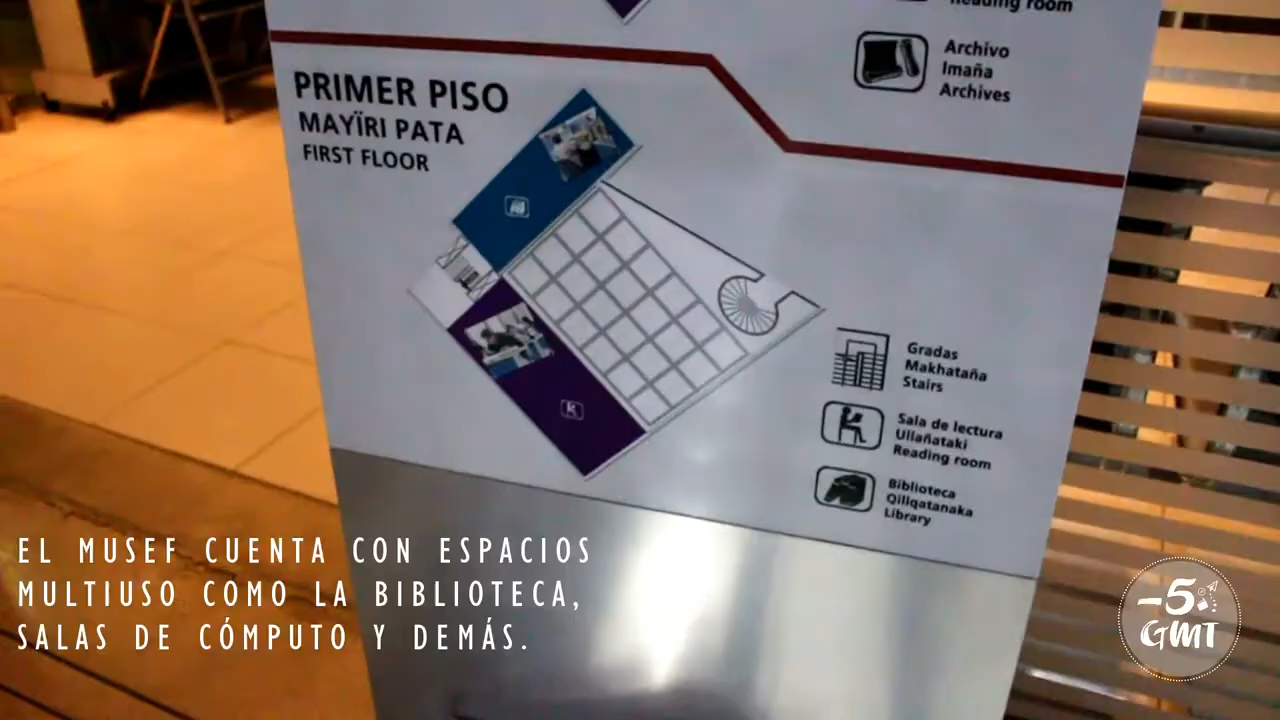 Reading room
Archivo
Imaña
Archives
PRIMER PISO
MAYÏRI PATA
FIRST FLOOR
Gradas
Makhataña
Stairs
Sala de lectura
Ullañataki
Reading room
Biblioteca
Qillqatanaka
Library
EL MUSEF CUENTA CON ESPACIOS
MULTIUSO COMO LA BIBLIOTECA,
SALAS DE CÓMPUTO Y DEMÁS.
-5
GMT